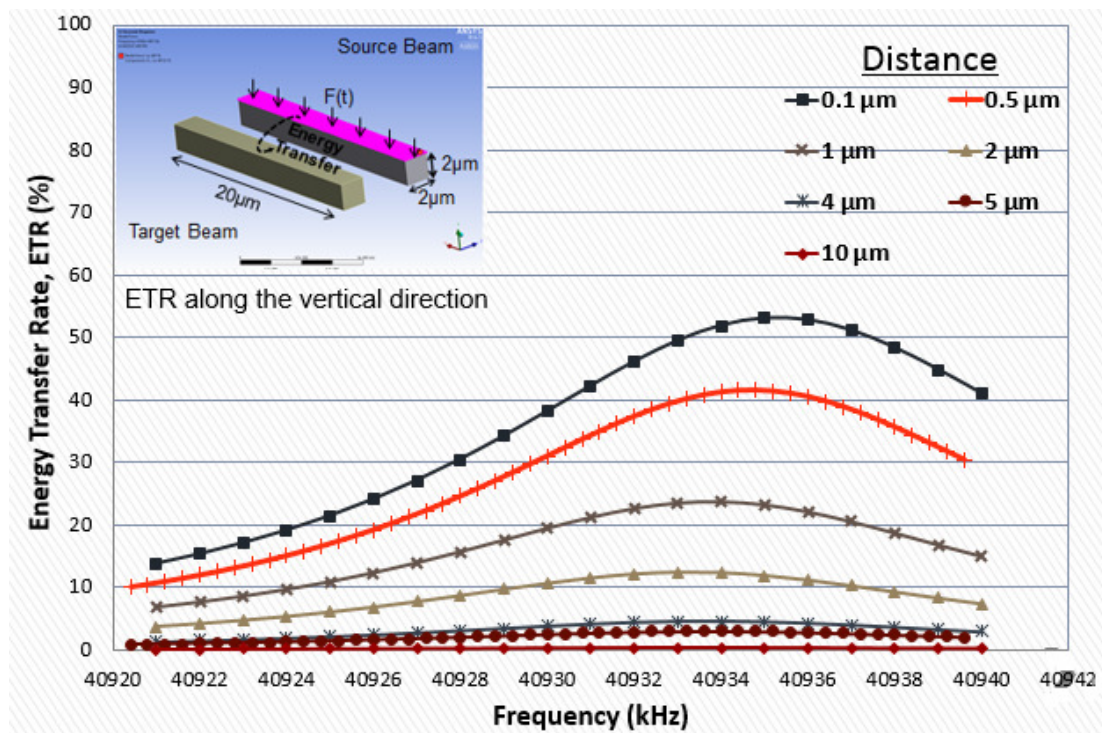 100
90
80
70
60
50
40
30
20
10
0
Energy Transfer Rate, ETR (%)
Source Beam
F(t)
Energy
Transfer
2μm
2μm
20μm
Target Beam
ETR along the vertical direction
Distance
0.1 μm 0.5 μm
1 μm 2 μm
4 μm 5 μm
10 μm
40920 40922 40924 40926 40928 40930 40932 40934 40936 40938 40940 40942
Frequency (kHz)